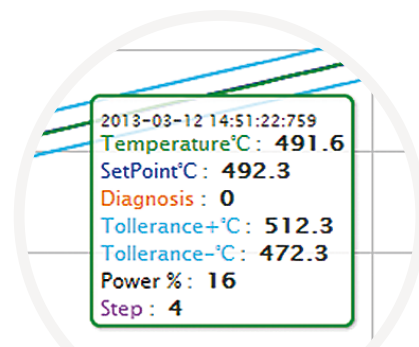 2013-03-12 14:51:22:759
Temperature°C : 491.6
SetPoint°C : 492.3
Diagnosis : 0
Tollerance+°C : 512.3
Tollerance-°C : 472.3
Power % : 16
Step : 4